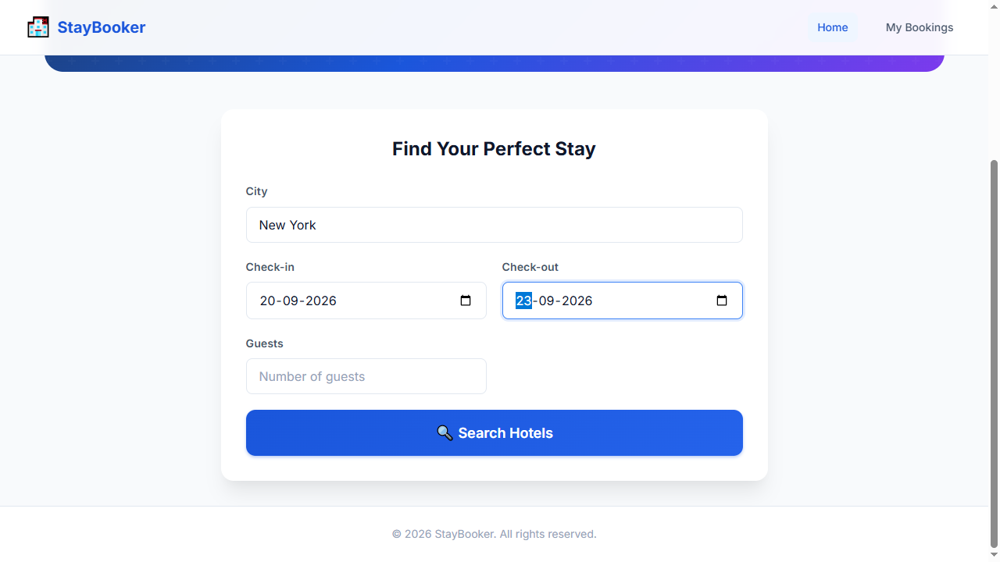 StayBooker
Home
My Bookings
Find Your Perfect Stay
City
New York
Check-in
Check-out
20-09-2026
23-09-2026
Guests
Number of guests
Search Hotels
© 2026 StayBooker. All rights reserved.